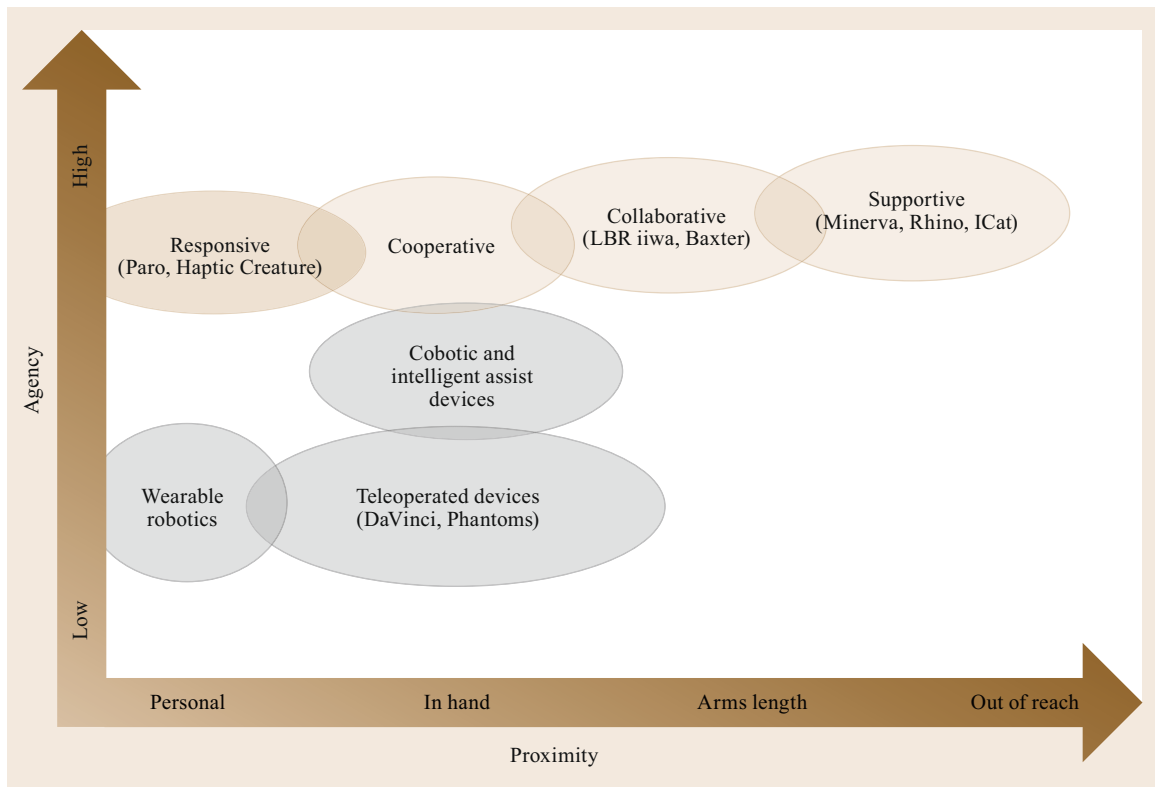 High
Supportive
(Minerva, Rhino, ICat)
Collaborative
(LBR iiwa, Baxter)
Responsive
(Paro, Haptic Creature)
Cooperative
Cobotic and
intelligent assist
devices
Agency
Wearable
robotics
Teleoperated devices
(DaVinci, Phantoms)
Low
Personal
In hand
Arms length
Out of reach
Proximity